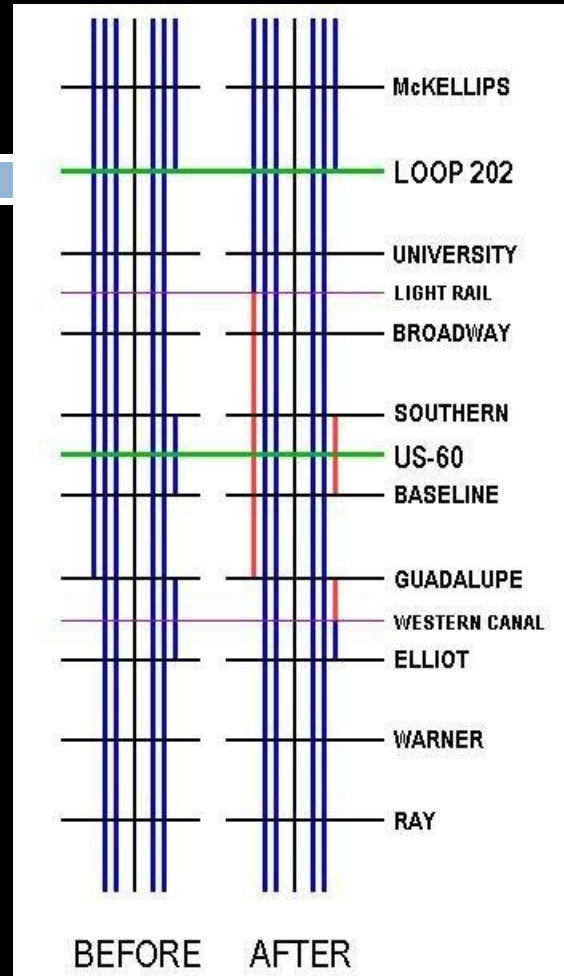 McKELLIPS
LOOP 202
UNIVERSITY
LIGHT RAIL
BROADWAY
SOUTHERN
US-60
BASELINE
GUADALUPE
WESTERN CANAL
ELLIOT
WARNER
RAY
BEFORE AFTER